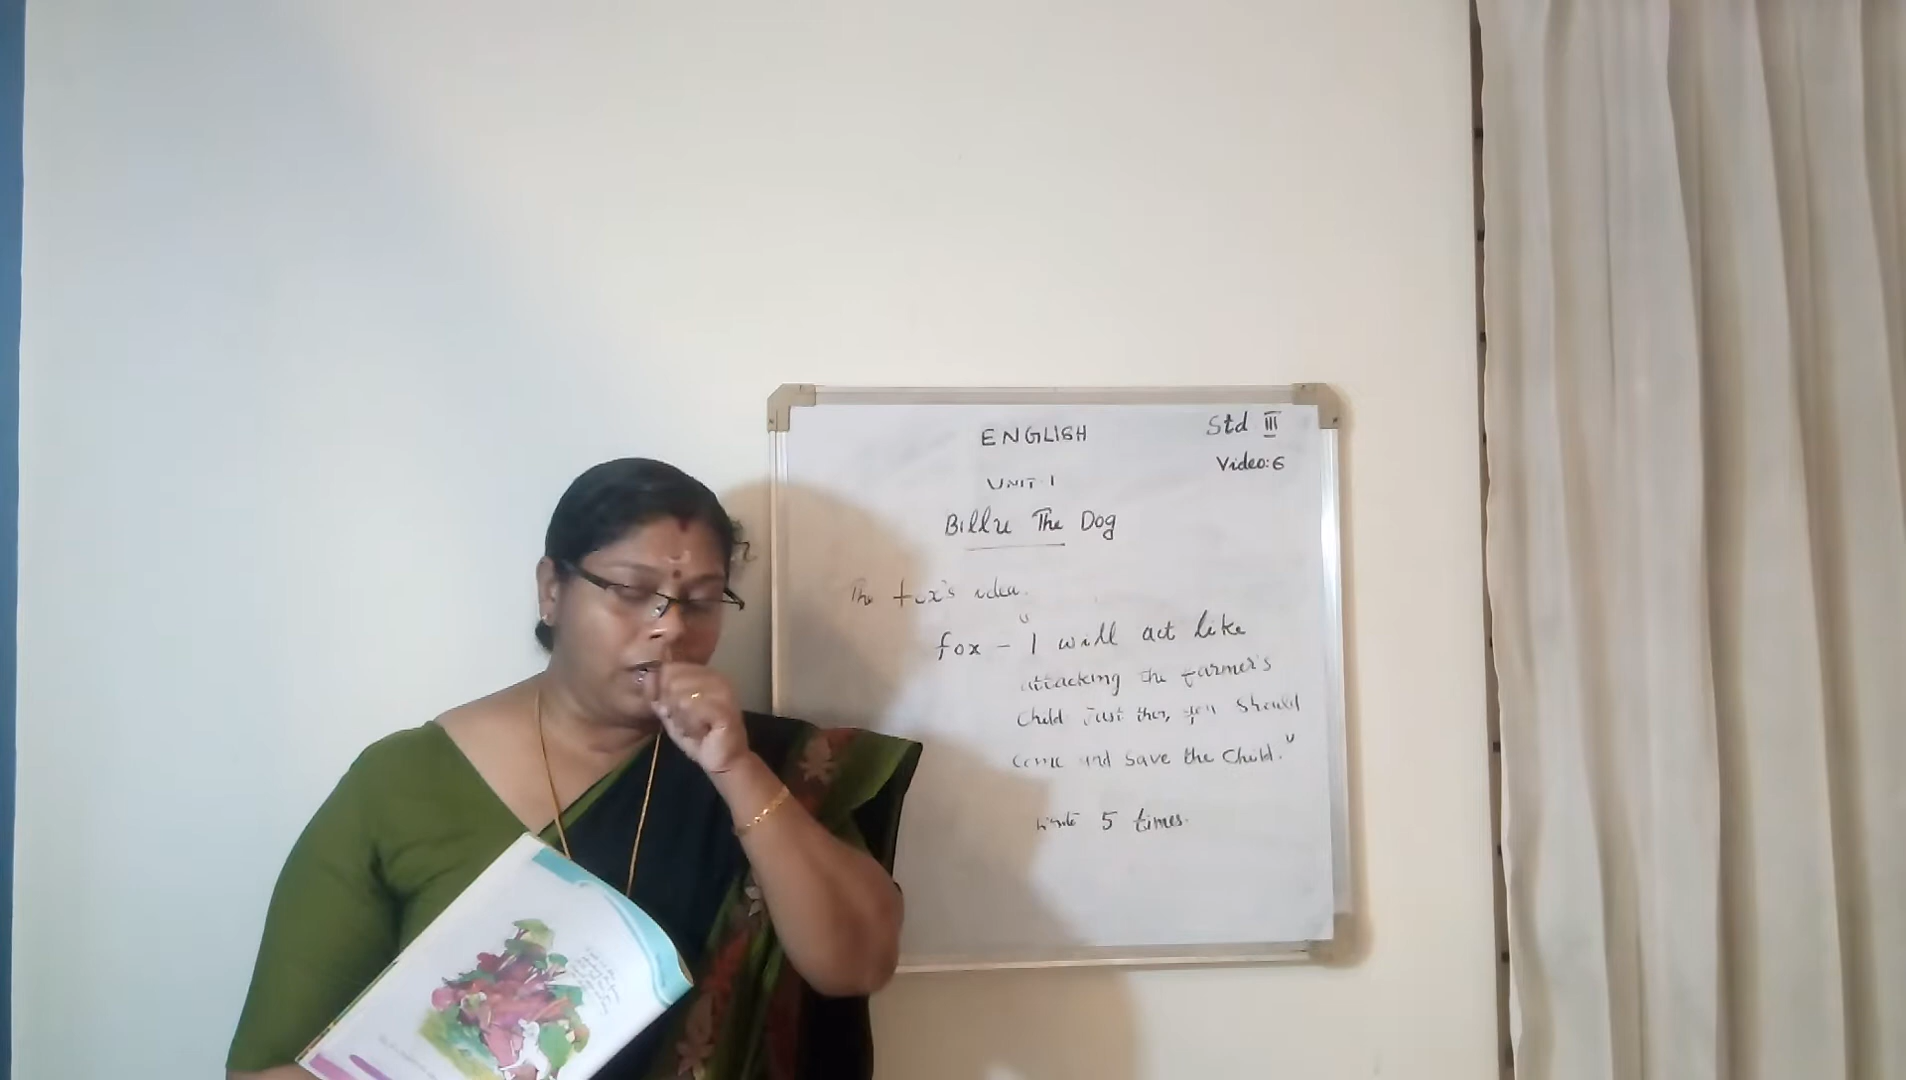 ENGLISH
Std III
Video:6
UNIT-1
Billu The Dog
The fox's idea.
fox - "I will act like
attacking the farmer's
Child Just then, you Should
come and save the Child."
Write 5 times.